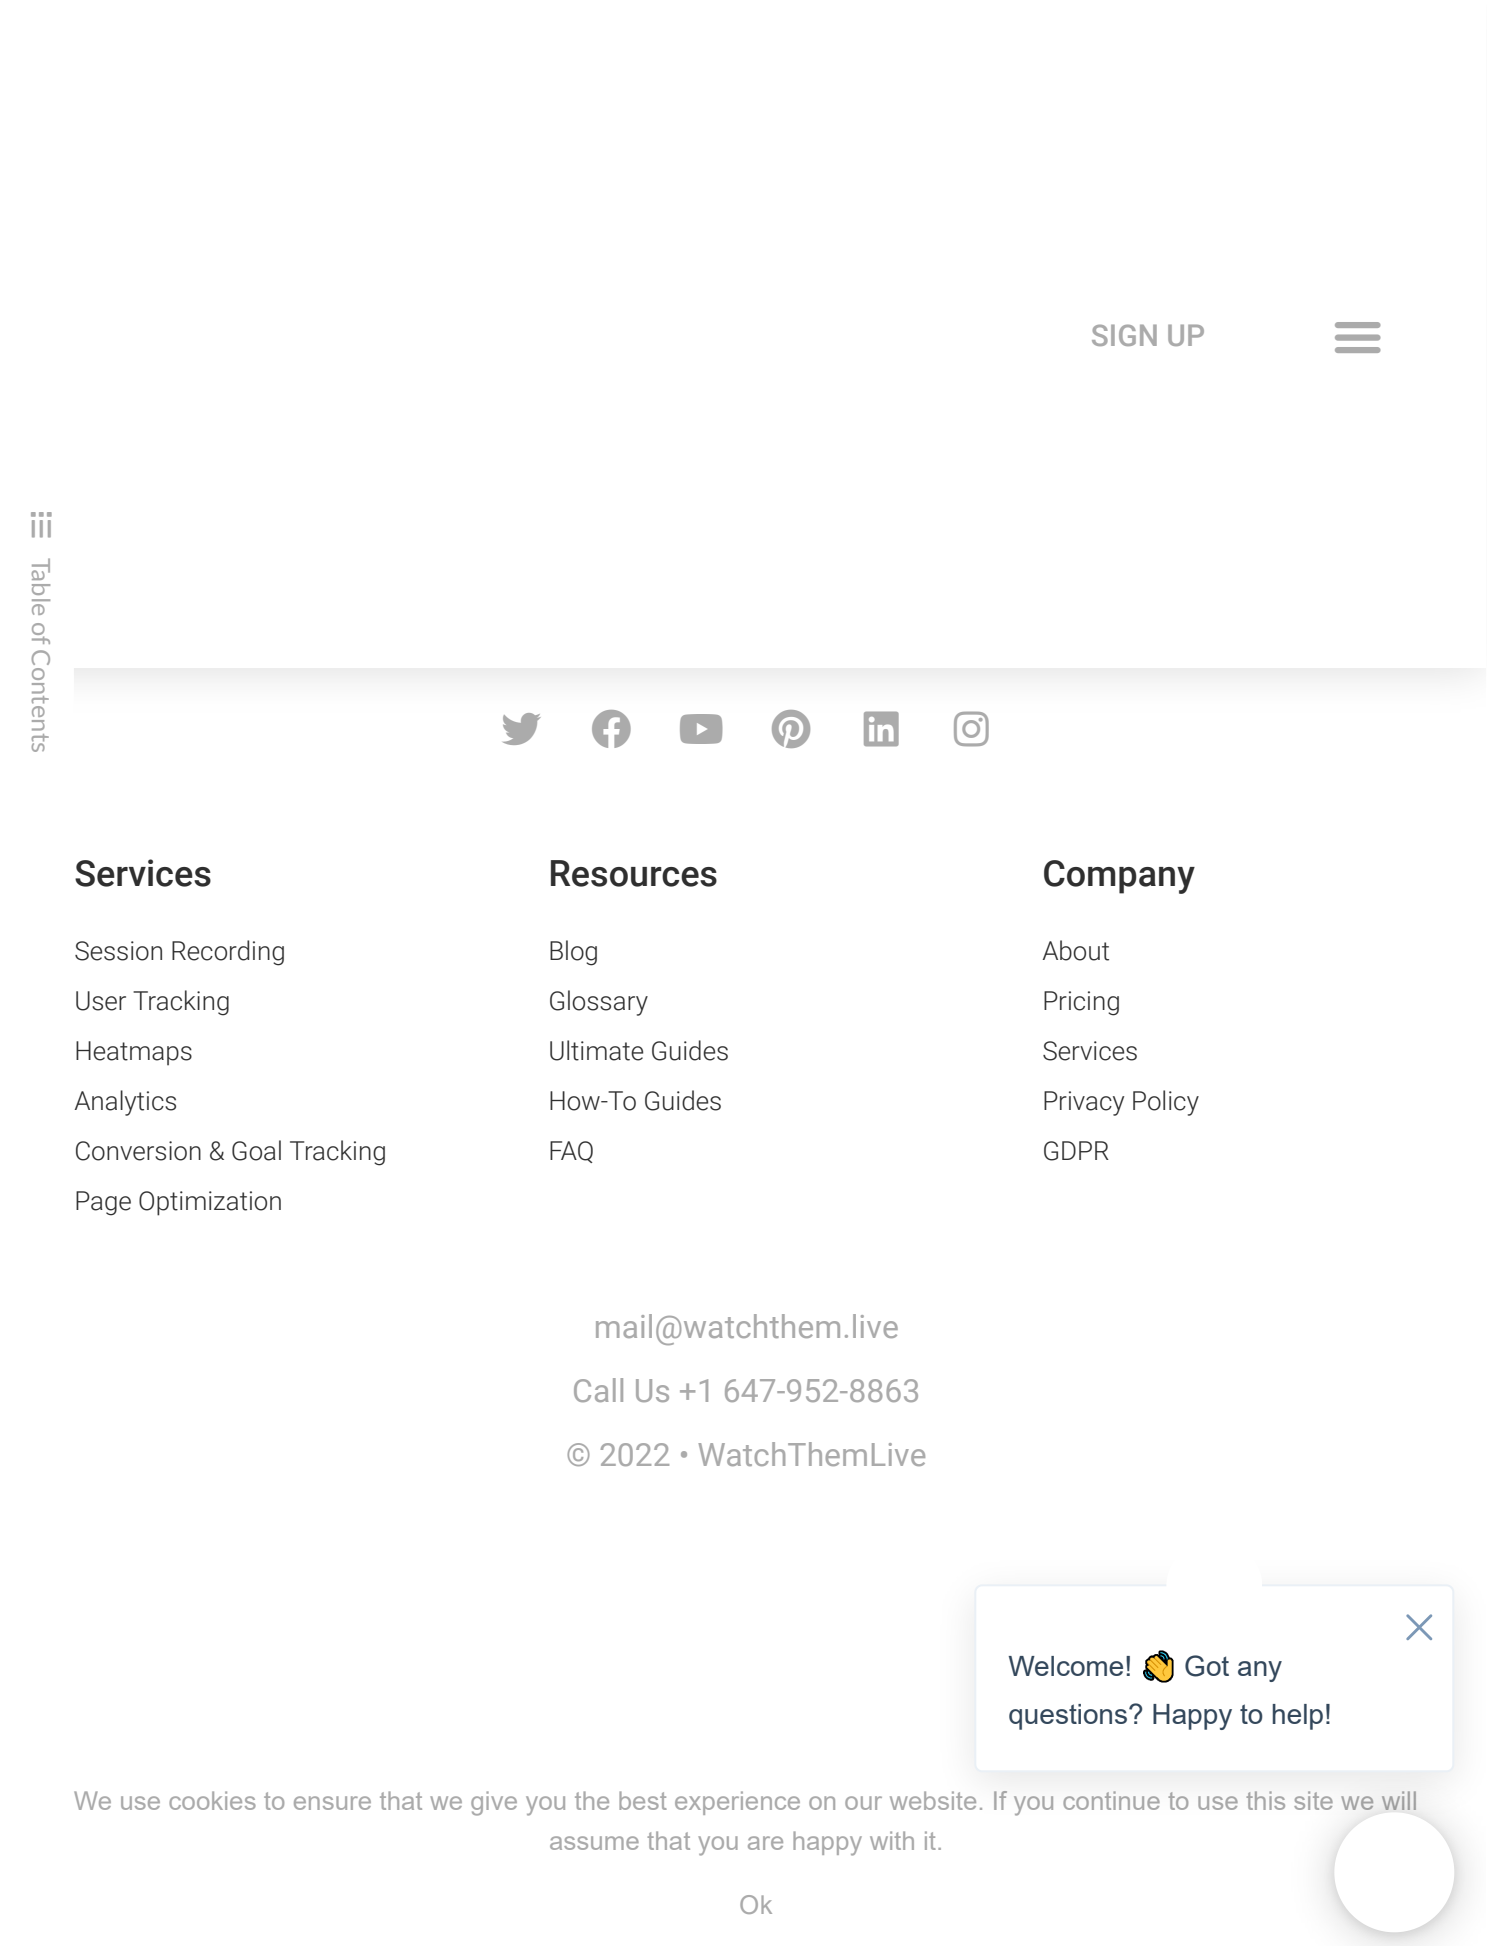 SIGN UP
Table of Contents
Services
Session Recording
User Tracking
Heatmaps
Analytics
Conversion & Goal Tracking
Page Optimization
Resources
Blog
Glossary
Ultimate Guides
How-To Guides
FAQ
Company
About
Pricing
Services
Privacy Policy
GDPR
mail@watchthem.live
Call Us +1 647-952-8863
© 2022 • WatchThemLive
Welcome! 👋 Got any
questions? Happy to help!
We use cookies to ensure that we give you the best experience on our website. If you continue to use this site we will
assume that you are happy with it.
Ok